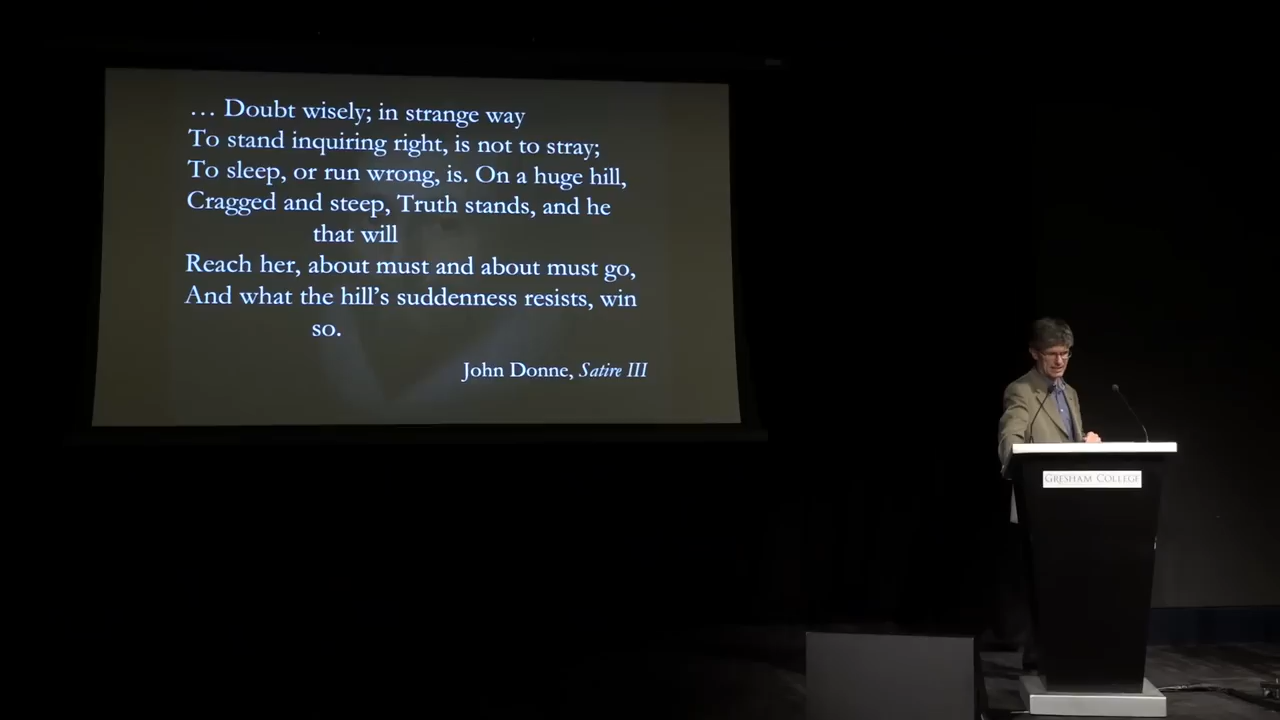 … Doubt wisely; in strange way
To stand inquiring right, is not to stray;
To sleep, or run wrong, is. On a huge hill,
Cragged and steep, Truth stands, and he
that will
Reach her, about must and about must go,
And what the hill’s suddenness resists, win
so.
John Donne, Satire III
GRESHAM COLLEGE